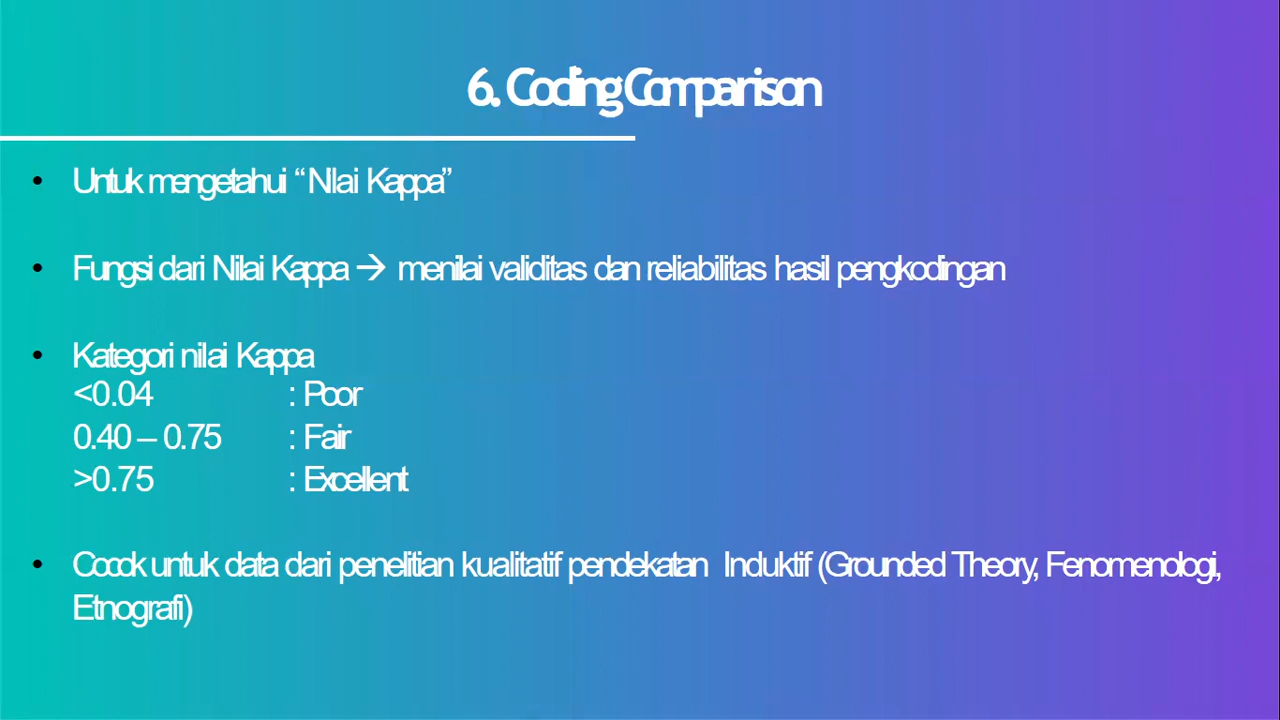 6. Coding Comparison
• Untuk mengetahui “ NIlai Kappa”
• Fungsi dari Nilai Kappa → menilai validitas dan reliabilitas hasil pengkodingan
• Kategori nilai Kappa
<0.04 : Poor
0.40 – 0.75 : Fair
>0.75 : Excellent
• Cocok untuk data dari penelitian kualitatif pendekatan Induktif (Grounded Theory, Fenomenologi,
Etnografi)